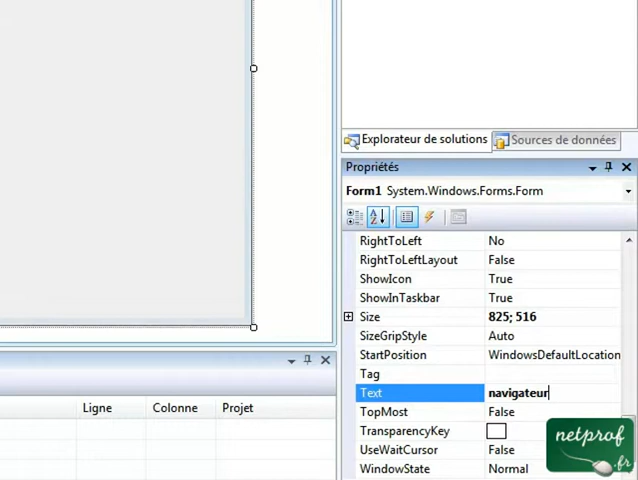 Explorateur de solutions Sources de données
Propriétés
Form1 System.Windows.Forms.Form
RightToLeft No
RightToLeftLayout False
ShowIcon True
ShowInTaskbar True
Size 825; 516
SizeGripStyle Auto
StartPosition WindowsDefaultLocation
Tag
Text navigateur
TopMost False
TransparencyKey
UseWaitCursor False
WindowState Normal
Ligne Colonne Projet
netprof
.fr